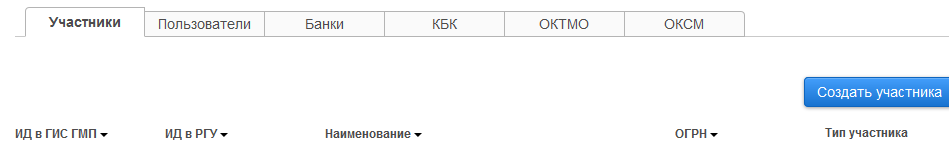 Участники Пользователи Банки КБК ОКТМО ОКСМ
Создать участника
ИД в ГИС ГМП ИД в РГУ Наименование ОГРН Тип участника